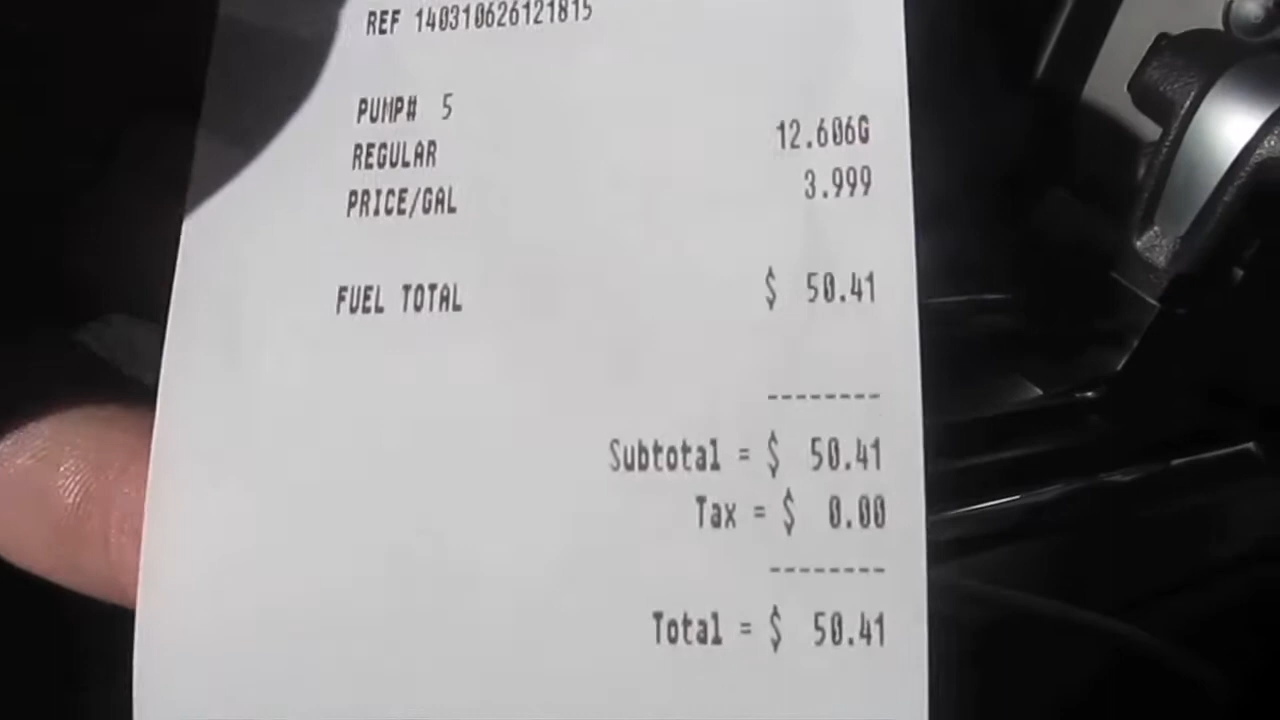 REF 140310626121815
PUMP# 5
REGULAR 12.606G
PRICE/GAL 3.999
FUEL TOTAL $ 50.41
--------
Subtotal = $ 50.41
Tax = $ 0.00
--------
Total = $ 50.41